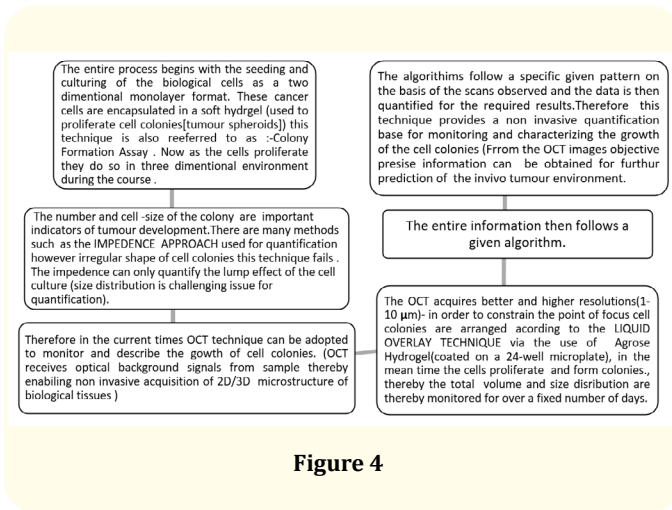 The entire process begins with the seeding and
culturing of the biological cells as a two
dimentional monolayer format. These cancer
cells are encapsulated in a soft hydrgel (used to
proliferate cell colonies[tumour spheroids]) this
technique is also reeferred to as :-Colony
Formation Assay . Now as the cells proliferate
they do so in three dimentional environment
during the course .
The number and cell -size of the colony are important
indicators of tumour development.There are many methods
such as the IMPEDENCE APPROACH used for quantification
however irregular shape of cell colonies this technique fails .
The impedence can only quantify the lump effect of the cell
culture (size distribution is challenging issue for
quantification).
Therefore in the current times OCT technique can be adopted
to monitor and describe the gowth of cell colonies. (OCT
receives optical background signals from sample thereby
enabiling non invasive acquisition of 2D/3D microstructure of
biological tissues )
The OCT acquires better and higher resolutions(1-
10 µm)- in order to constrain the point of focus cell
colonies are arranged acording to the LIQUID
OVERLAY TECHNIQUE via the use of Agrose
Hydrogel(coated on a 24-well microplate), in the
mean time the cells proliferate and form colonies.,
thereby the total volume and size disribution are
thereby monitored for over a fixed number of days.
The entire information then follows a
given algorithm.
The algorithims follow a specific given pattern on
the basis of the scans observed and the data is then
quantified for the required results.Therefore this
technique provides a non invasive quantification
base for monitoring and characterizing the growth
of the cell colonies (Frrom the OCT images objective
presise information can be obtained for furthur
prediction of the invivo tumour environment.
Figure 4